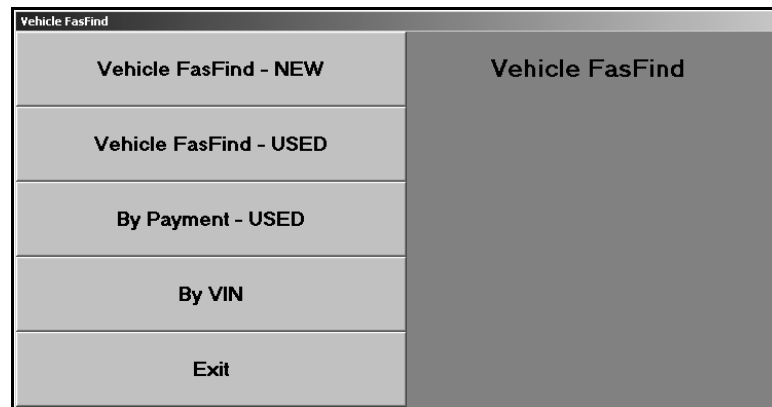 Vehicle FasFind
Vehicle FasFind - NEW
Vehicle FasFind
Vehicle FasFind - USED
By Payment - USED
By VIN
Exit